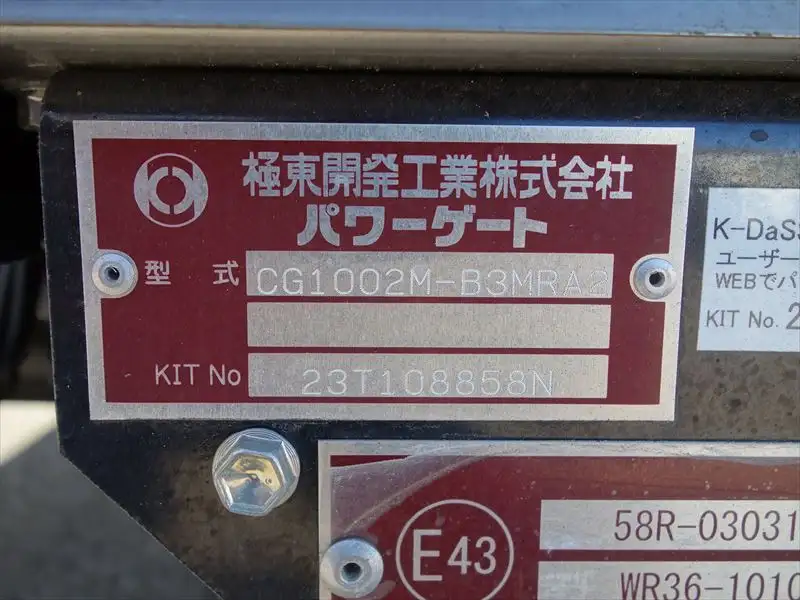 極東開発工業株式会社
パワーゲート
型式 CG1002M-B3MRA2
KIT No 23T108858N
K-DaS
ユーザー
WEBでパ
KIT No. 2
E43
58R-03031
WR36-1010